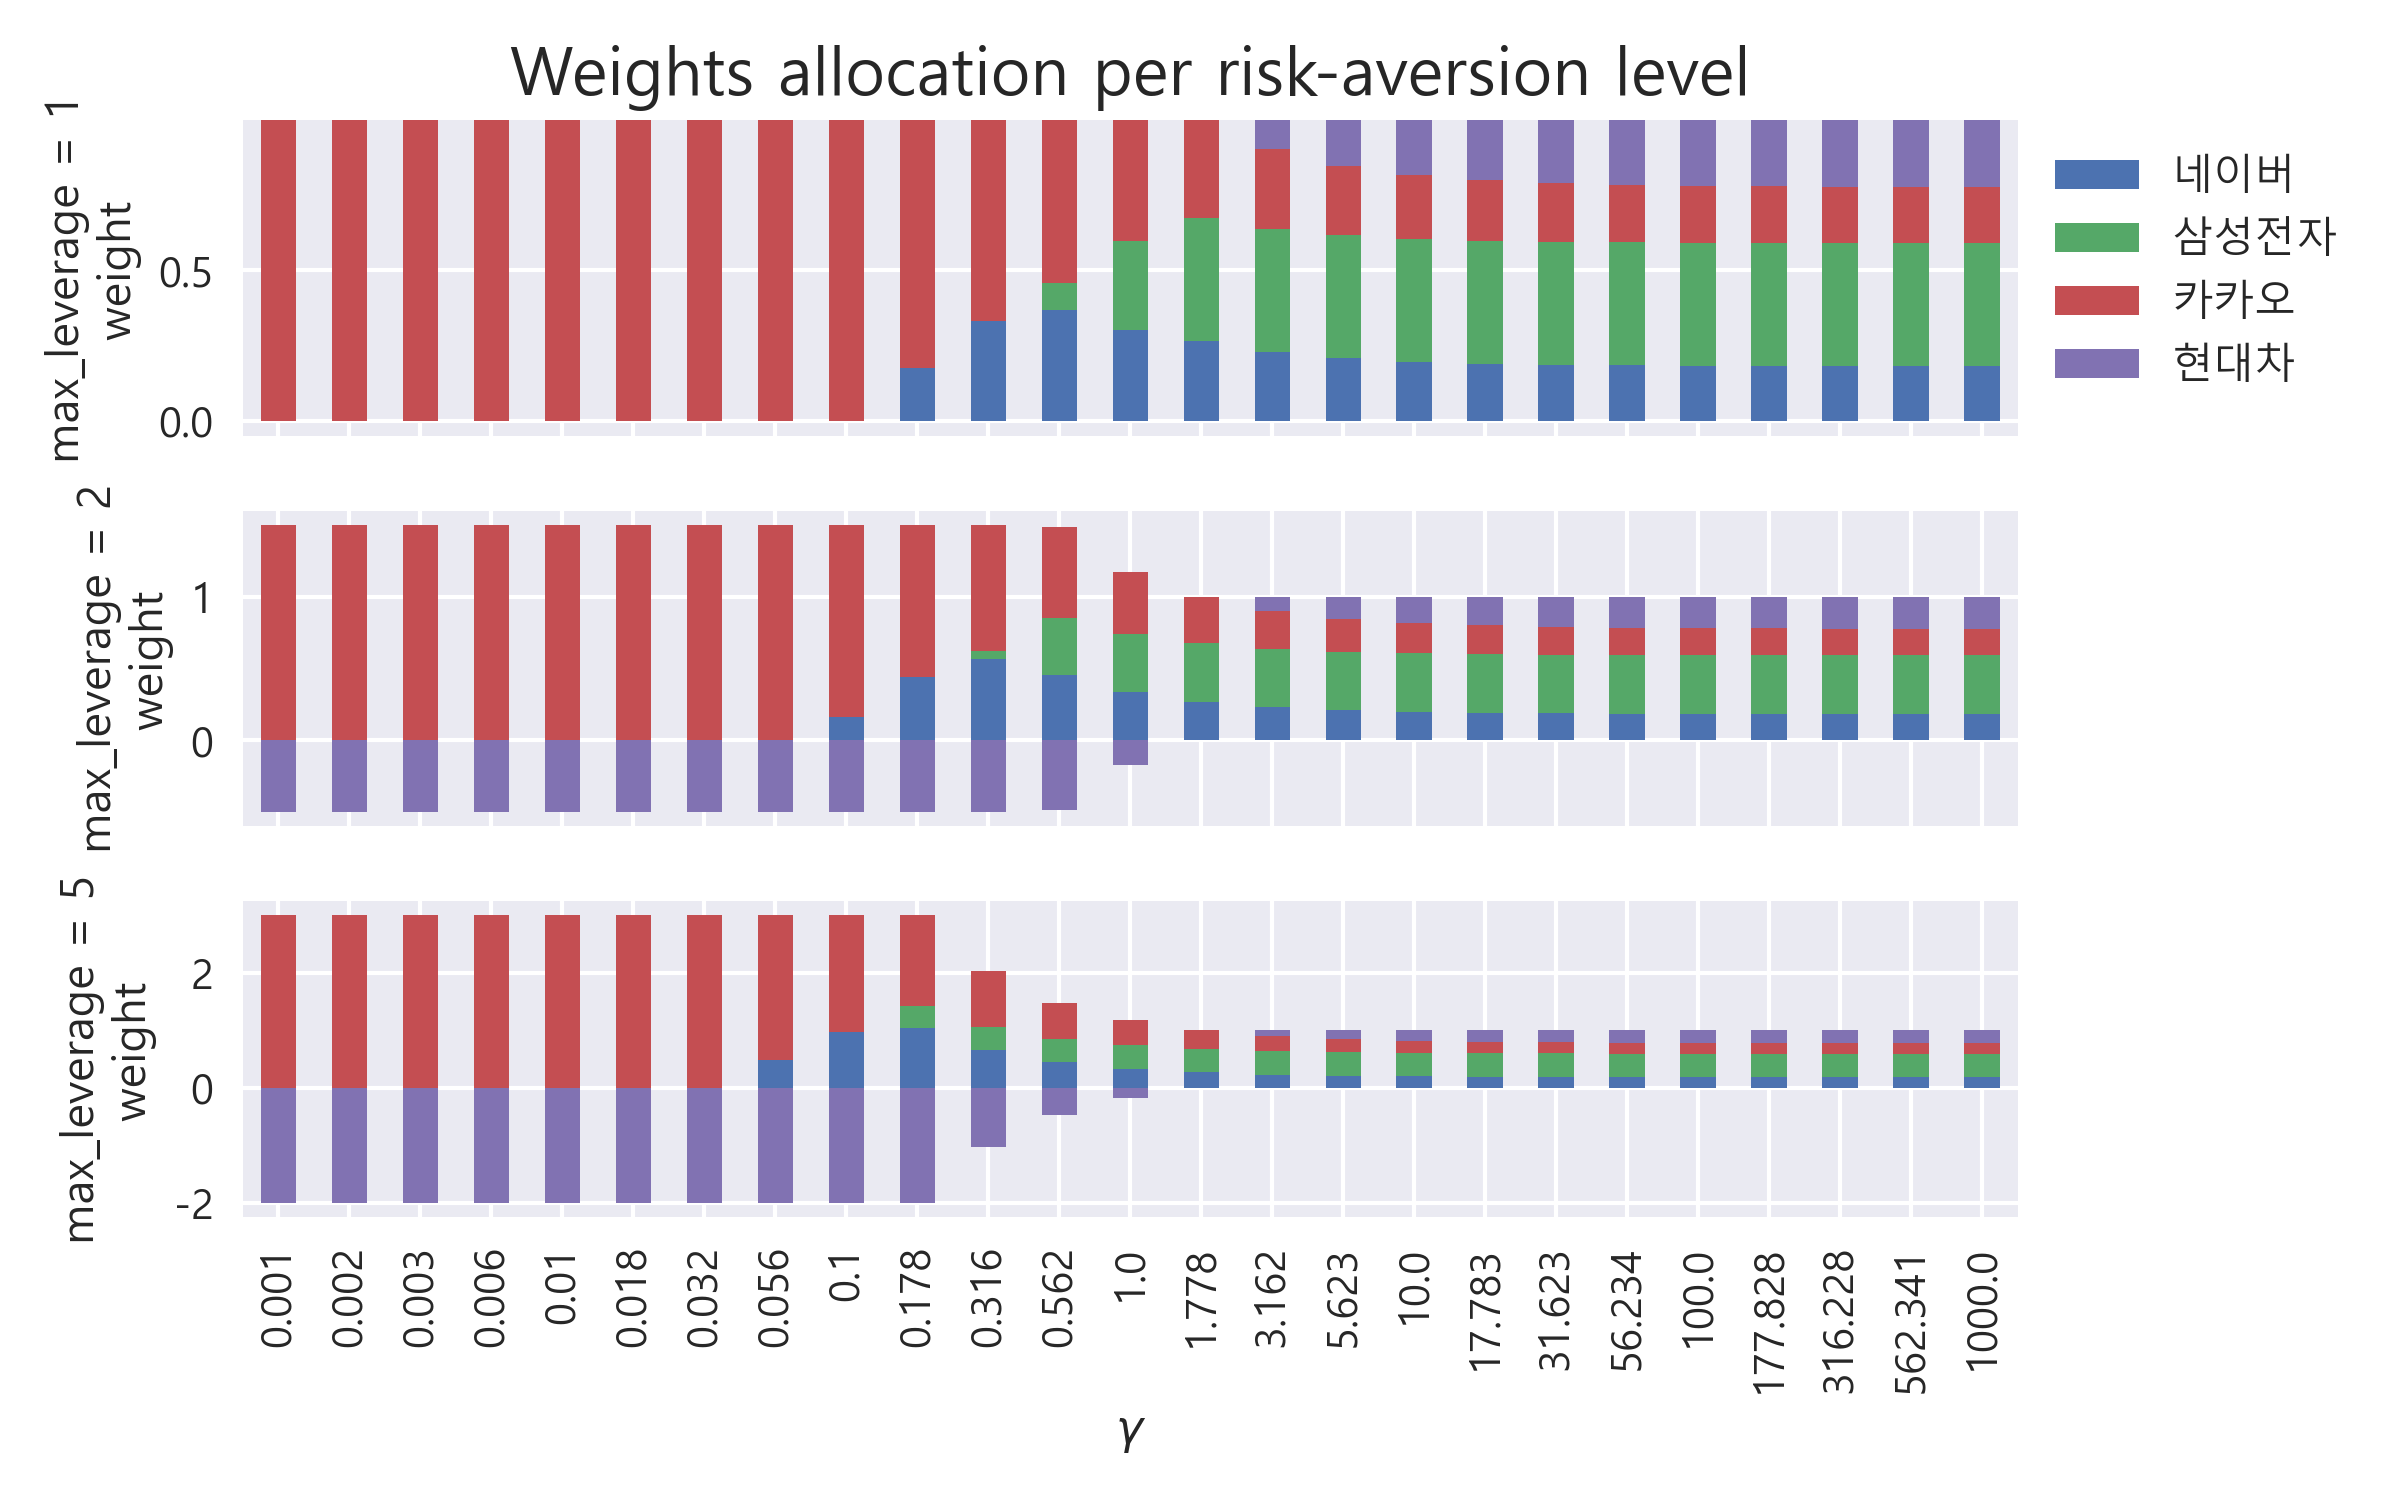 Weights allocation per risk-aversion level
max_leverage = 1
weight
0.5
0.0
네이버
삼성전자
카카오
현대차
max_leverage = 2
weight
1
0
max_leverage = 5
weight
2
0
-2
0.001
0.002
0.003
0.006
0.01
0.018
0.032
0.056
0.1
0.178
0.316
0.562
1.0
1.778
3.162
5.623
10.0
17.783
31.623
56.234
100.0
177.828
316.228
562.341
1000.0
γ